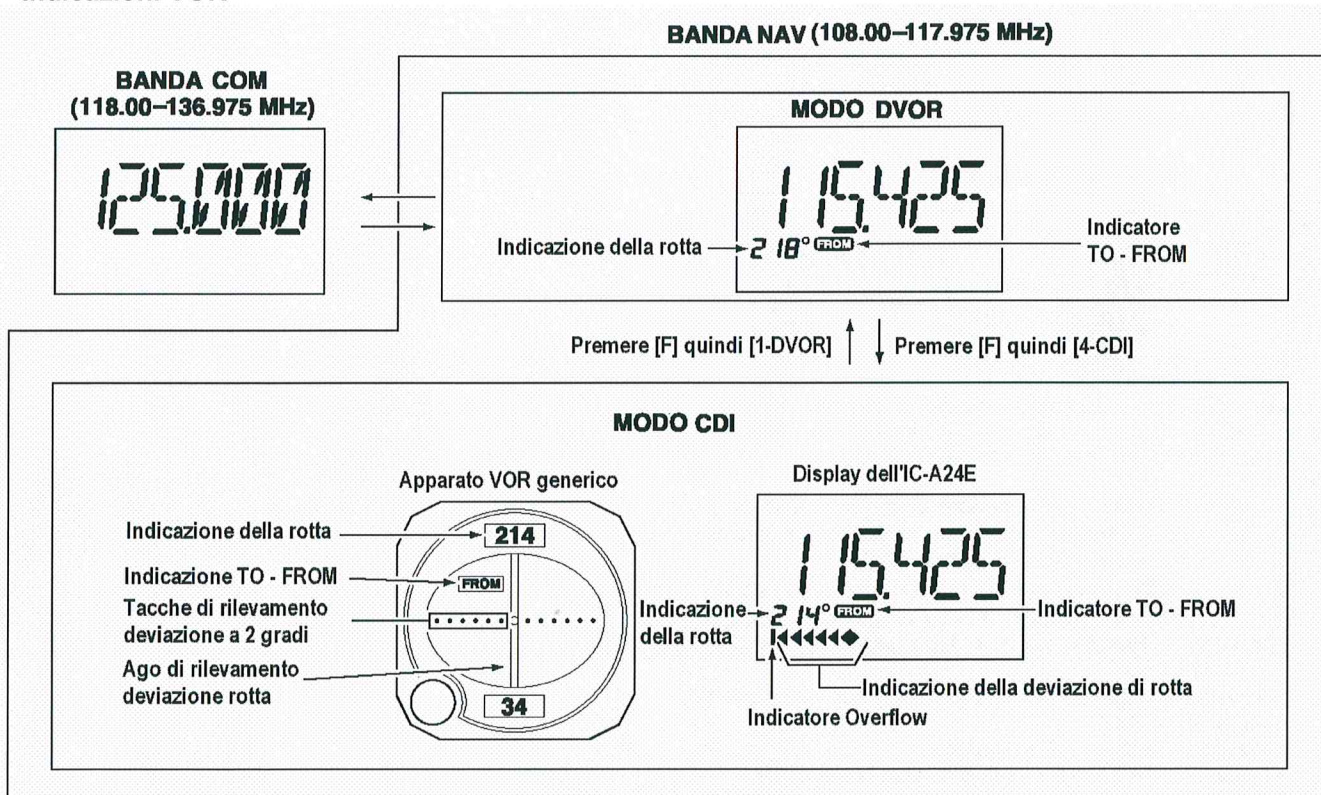 BANDA NAV (108.00–117.975 MHz)
BANDA COM
(118.00–136.975 MHz)
125.000
MODO DVOR
115.425
Indicazione della rotta
218° FROM
Indicatore
TO - FROM
Premere [F] quindi [1-DVOR]
Premere [F] quindi [4-CDI]
MODO CDI
Apparato VOR generico
Indicazione della rotta
214
Indicazione TO - FROM
FROM
Tacche di rilevamento
deviazione a 2 gradi
Ago di rilevamento
deviazione rotta
34
Display dell'IC-A24E
115.425
Indicazione
della rotta
214° FROM
Indicatore TO - FROM
Indicazione della deviazione di rotta
Indicatore Overflow